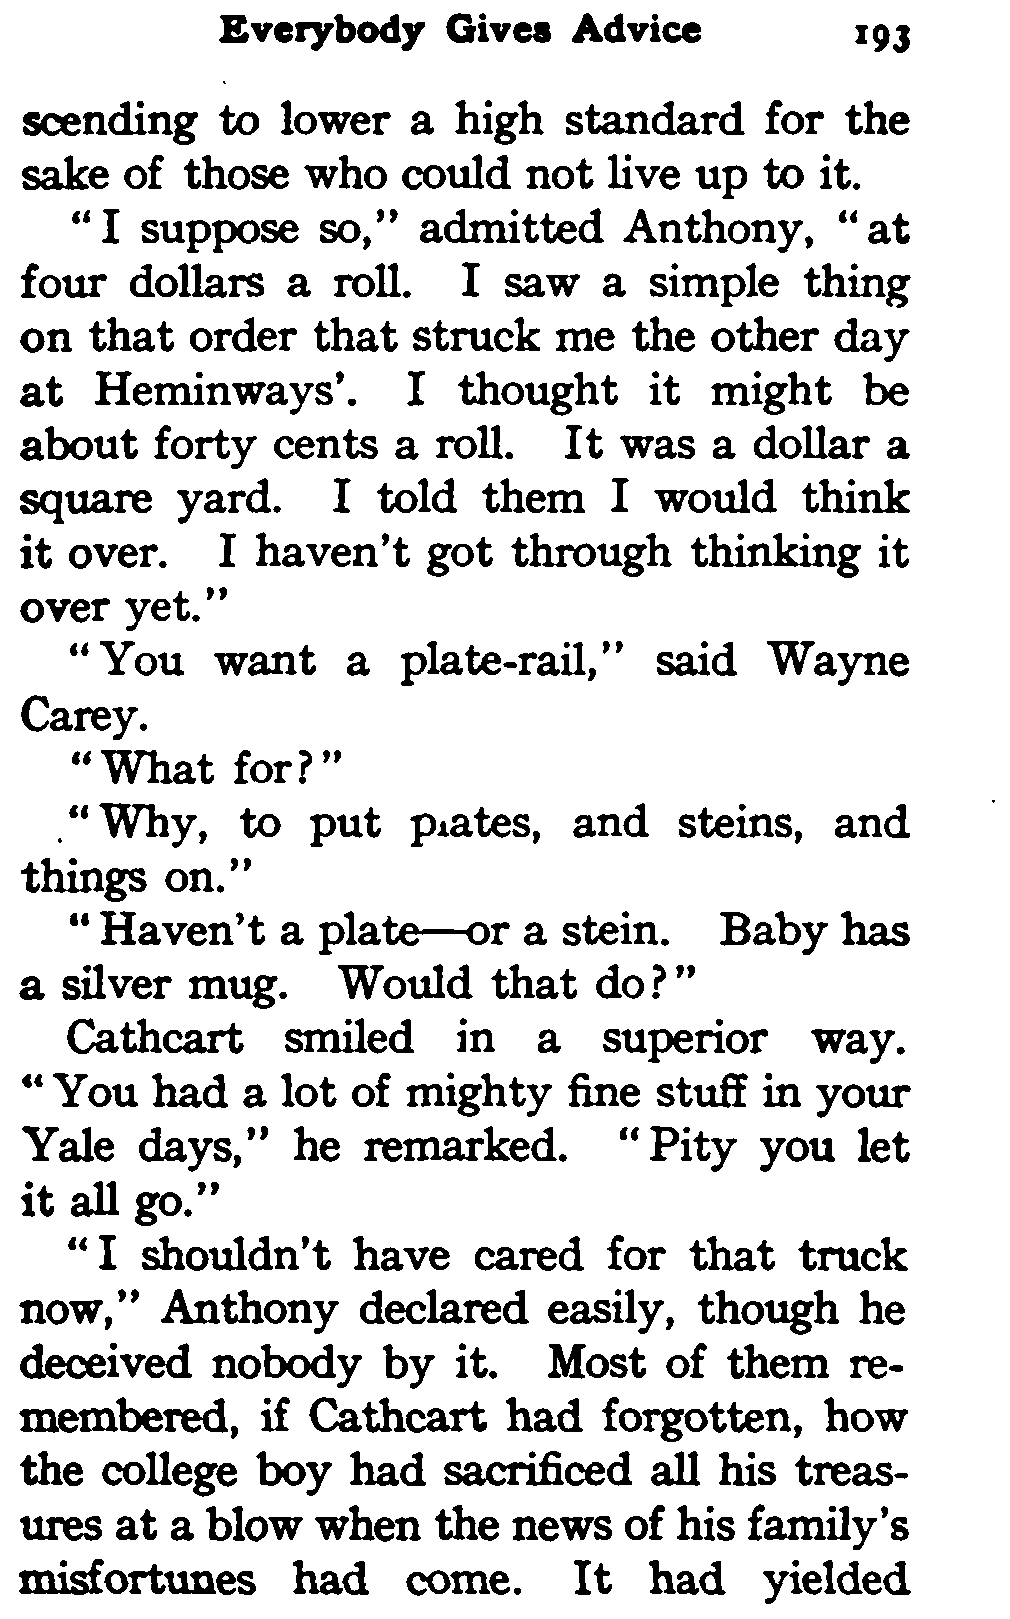 Everybody Gives Advice 193
scending to lower a high standard for the
sake of those who could not live up to it.
"I suppose so," admitted Anthony, "at
four dollars a roll. I saw a simple thing
on that order that struck me the other day
at Heminways'. I thought it might be
about forty cents a roll. It was a dollar a
square yard. I told them I would think
it over. I haven't got through thinking it
over yet."
"You want a plate-rail," said Wayne
Carey.
"What for?"
"Why, to put plates, and steins, and
things on."
"Haven't a plate—or a stein. Baby has
a silver mug. Would that do?"
Cathcart smiled in a superior way.
"You had a lot of mighty fine stuff in your
Yale days," he remarked. "Pity you let
it all go."
"I shouldn't have cared for that truck
now," Anthony declared easily, though he
deceived nobody by it. Most of them re-
membered, if Cathcart had forgotten, how
the college boy had sacrificed all his treas-
ures at a blow when the news of his family's
misfortunes had come. It had yielded